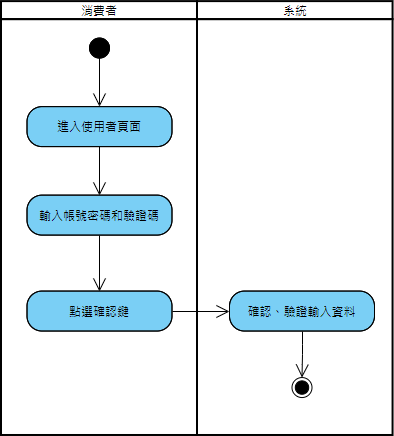 消費者
系統
進入使用者頁面
輸入帳號密碼和驗證碼
點選確認鍵
確認、驗證輸入資料